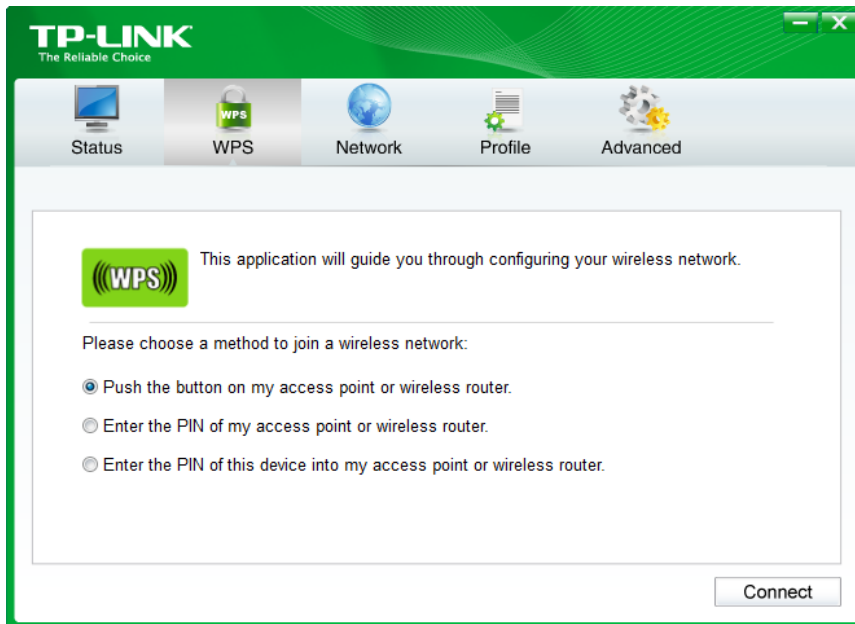 TP-LINK
The Reliable Choice
Status WPS Network Profile Advanced
WPS
(((WPS))) This application will guide you through configuring your wireless network.
Please choose a method to join a wireless network:
Push the button on my access point or wireless router.
Enter the PIN of my access point or wireless router.
Enter the PIN of this device into my access point or wireless router.
Connect